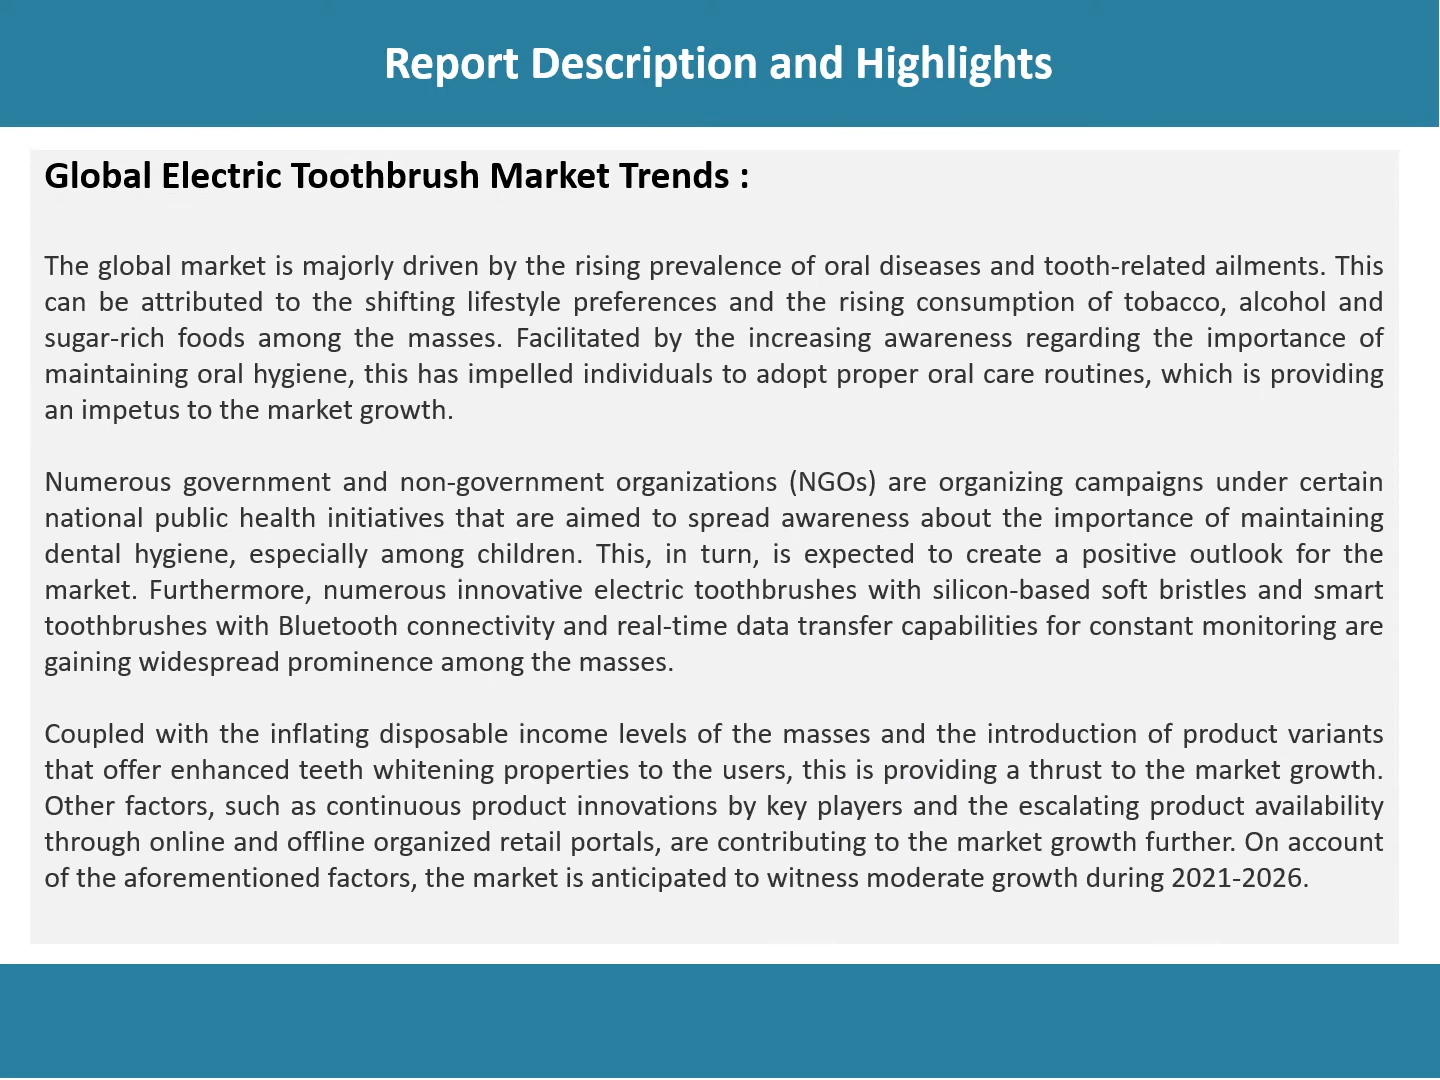 Report Description and Highlights
Global Electric Toothbrush Market Trends :
The global market is majorly driven by the rising prevalence of oral diseases and tooth-related ailments. This
can be attributed to the shifting lifestyle preferences and the rising consumption of tobacco, alcohol and
sugar-rich foods among the masses. Facilitated by the increasing awareness regarding the importance of
maintaining oral hygiene, this has impelled individuals to adopt proper oral care routines, which is providing
an impetus to the market growth.
Numerous government and non-government organizations (NGOs) are organizing campaigns under certain
national public health initiatives that are aimed to spread awareness about the importance of maintaining
dental hygiene, especially among children. This, in turn, is expected to create a positive outlook for the
market. Furthermore, numerous innovative electric toothbrushes with silicon-based soft bristles and smart
toothbrushes with Bluetooth connectivity and real-time data transfer capabilities for constant monitoring are
gaining widespread prominence among the masses.
Coupled with the inflating disposable income levels of the masses and the introduction of product variants
that offer enhanced teeth whitening properties to the users, this is providing a thrust to the market growth.
Other factors, such as continuous product innovations by key players and the escalating product availability
through online and offline organized retail portals, are contributing to the market growth further. On account
of the aforementioned factors, the market is anticipated to witness moderate growth during 2021-2026.